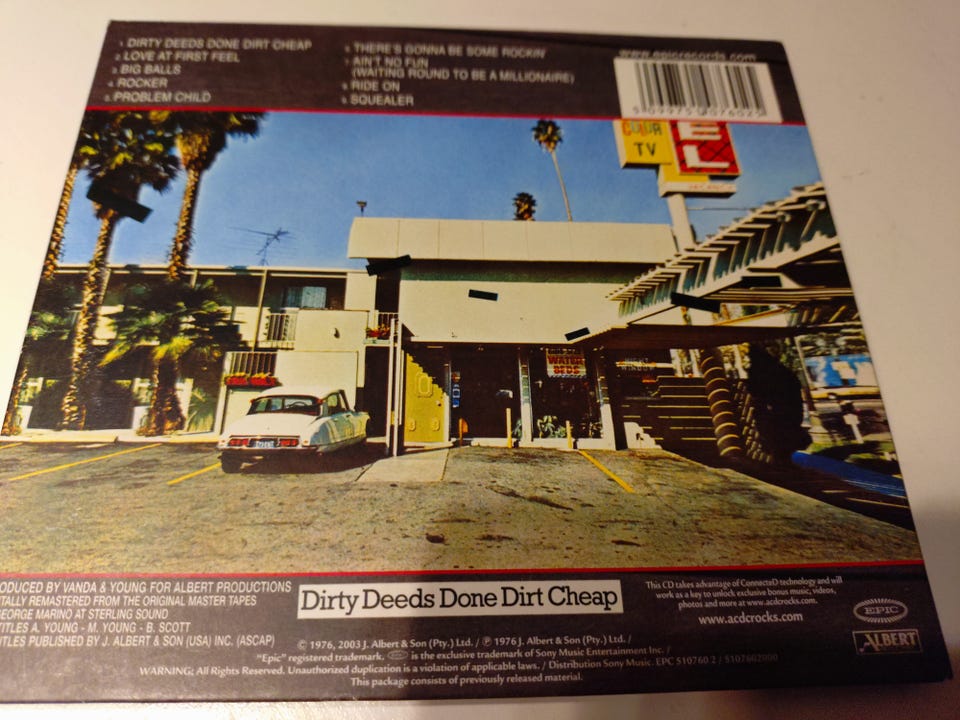 1. DIRTY DEEDS DONE DIRT CHEAP
2. LOVE AT FIRST FEEL
3. BIG BALLS
4. ROCKER
5. PROBLEM CHILD
6. THERE'S GONNA BE SOME ROCKIN'
7. AIN'T NO FUN
(WAITING ROUND TO BE A MILLIONAIRE)
8. RIDE ON
9. SQUEALER
www.epicrecords.com
5 099751 076025
COLOR
TV
EL
VACANCY
WATER
BEDS
WINDOW
ODUCED BY VANDA & YOUNG FOR ALBERT PRODUCTIONS
ITALLY REMASTERED FROM THE ORIGINAL MASTER TAPES
GEORGE MARINO AT STERLING SOUND
TITLES A. YOUNG - M. YOUNG - B. SCOTT
TITLES PUBLISHED BY J. ALBERT & SON (USA) INC. (ASCAP)
Dirty Deeds Done Dirt Cheap
This CD takes advantage of ConnecteD technology and will
work as a key to unlock exclusive bonus music, videos,
photos and more at www.acdcrocks.com.
www.acdcrocks.com
EPIC
ALBERT
© 1976, 2003 J. Albert & Son (Pty.) Ltd. / ℗ 1976 J. Albert & Son (Pty.) Ltd. /
"Epic" registered trademark. is the exclusive trademark of Sony Music Entertainment Inc. /
WARNING: All Rights Reserved. Unauthorized duplication is a violation of applicable laws. / Distribution Sony Music. EPC 510760 2 / 5107602000
This package consists of previously released material.